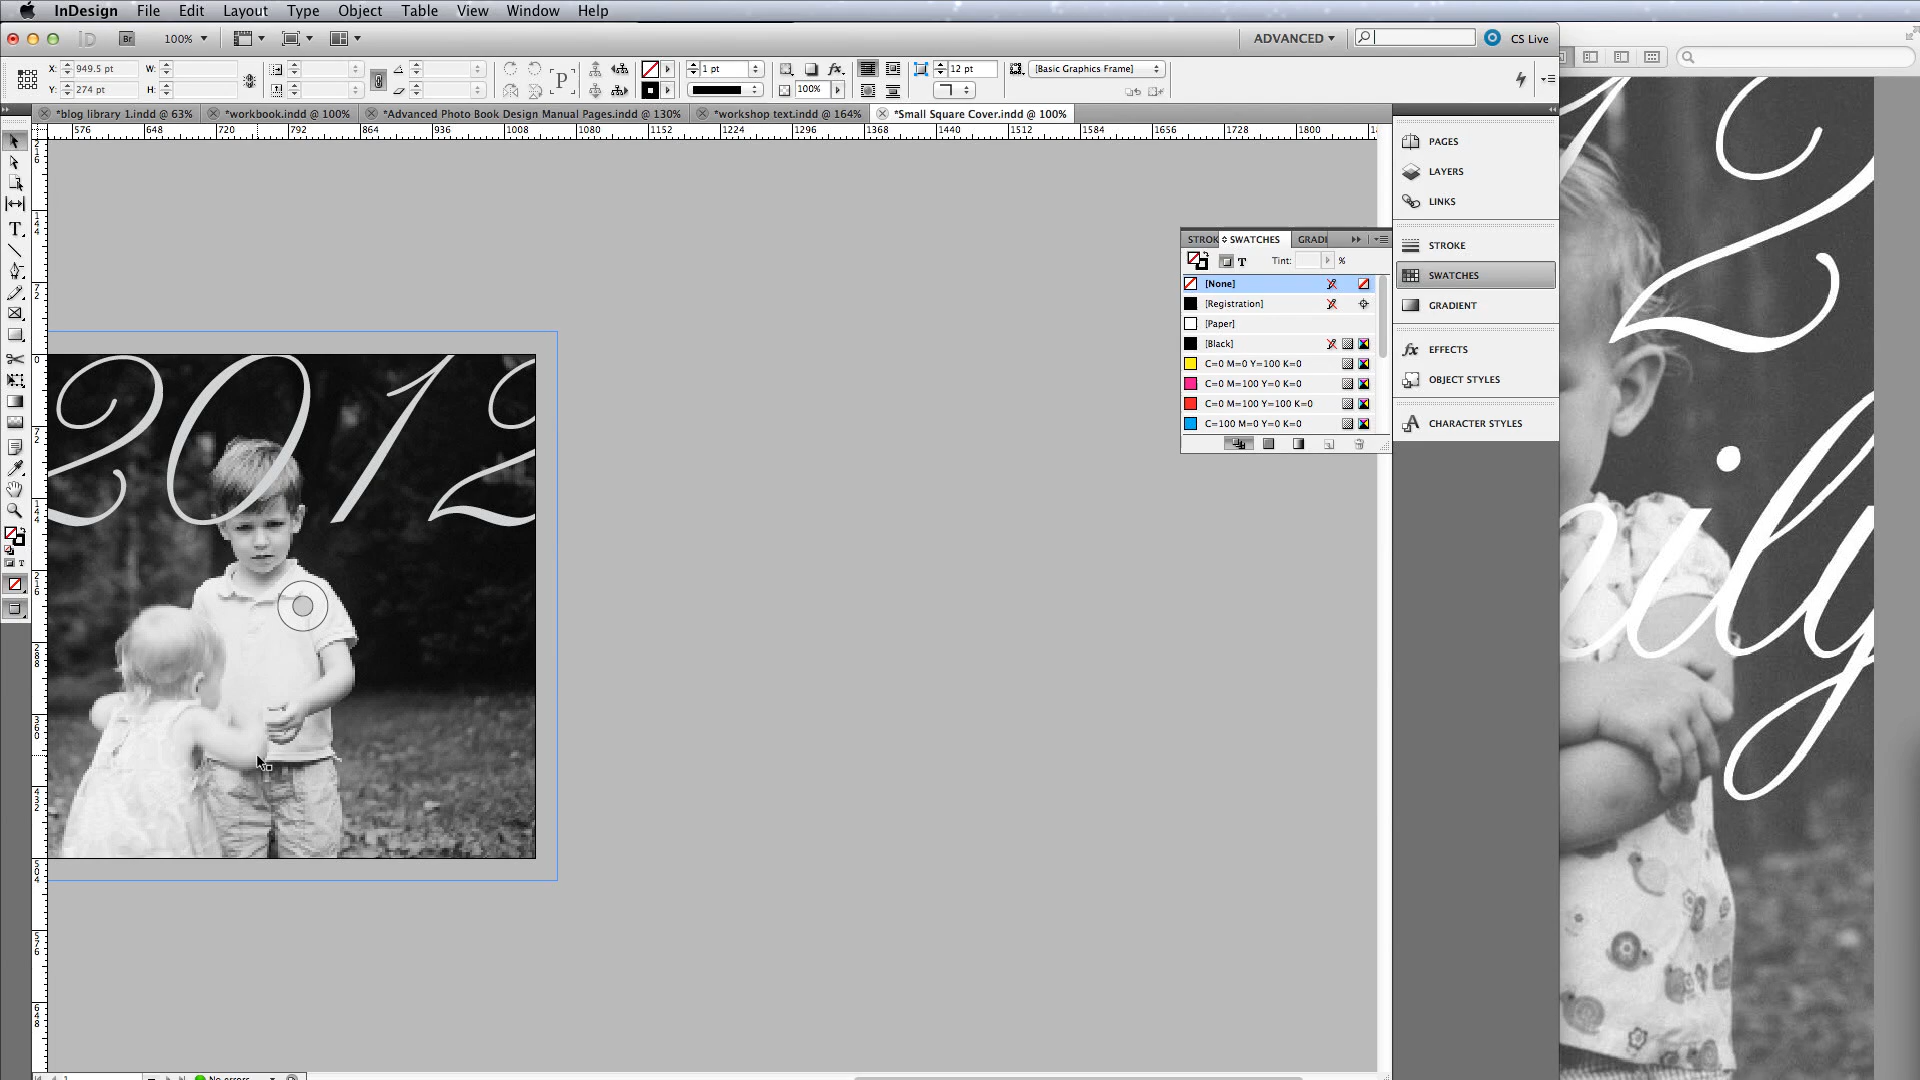 InDesign File Edit Layout Type Object Table View Window Help
Br 100% ADVANCED CS Live
X: 949.5 pt W: 1 pt 12 pt [Basic Graphics Frame]
Y: 274 pt H: 100%
*blog library 1.indd @ 63% *workbook.indd @ 100% *Advanced Photo Book Design Manual Pages.indd @ 130% *workshop text.indd @ 164% *Small Square Cover.indd @ 100%
576 648 720 792 864 936 1008 1080 1152 1224 1296 1368 1440 1512 1584 1656 1728 1800
PAGES
LAYERS
LINKS
STROKE
SWATCHES
GRADIENT
EFFECTS
OBJECT STYLES
CHARACTER STYLES
STROK SWATCHES GRADI
T Tint: %
[None]
[Registration]
[Paper]
[Black]
C=0 M=0 Y=100 K=0
C=0 M=100 Y=0 K=0
C=0 M=100 Y=100 K=0
C=100 M=0 Y=0 K=0
2012
2
ily
No errors